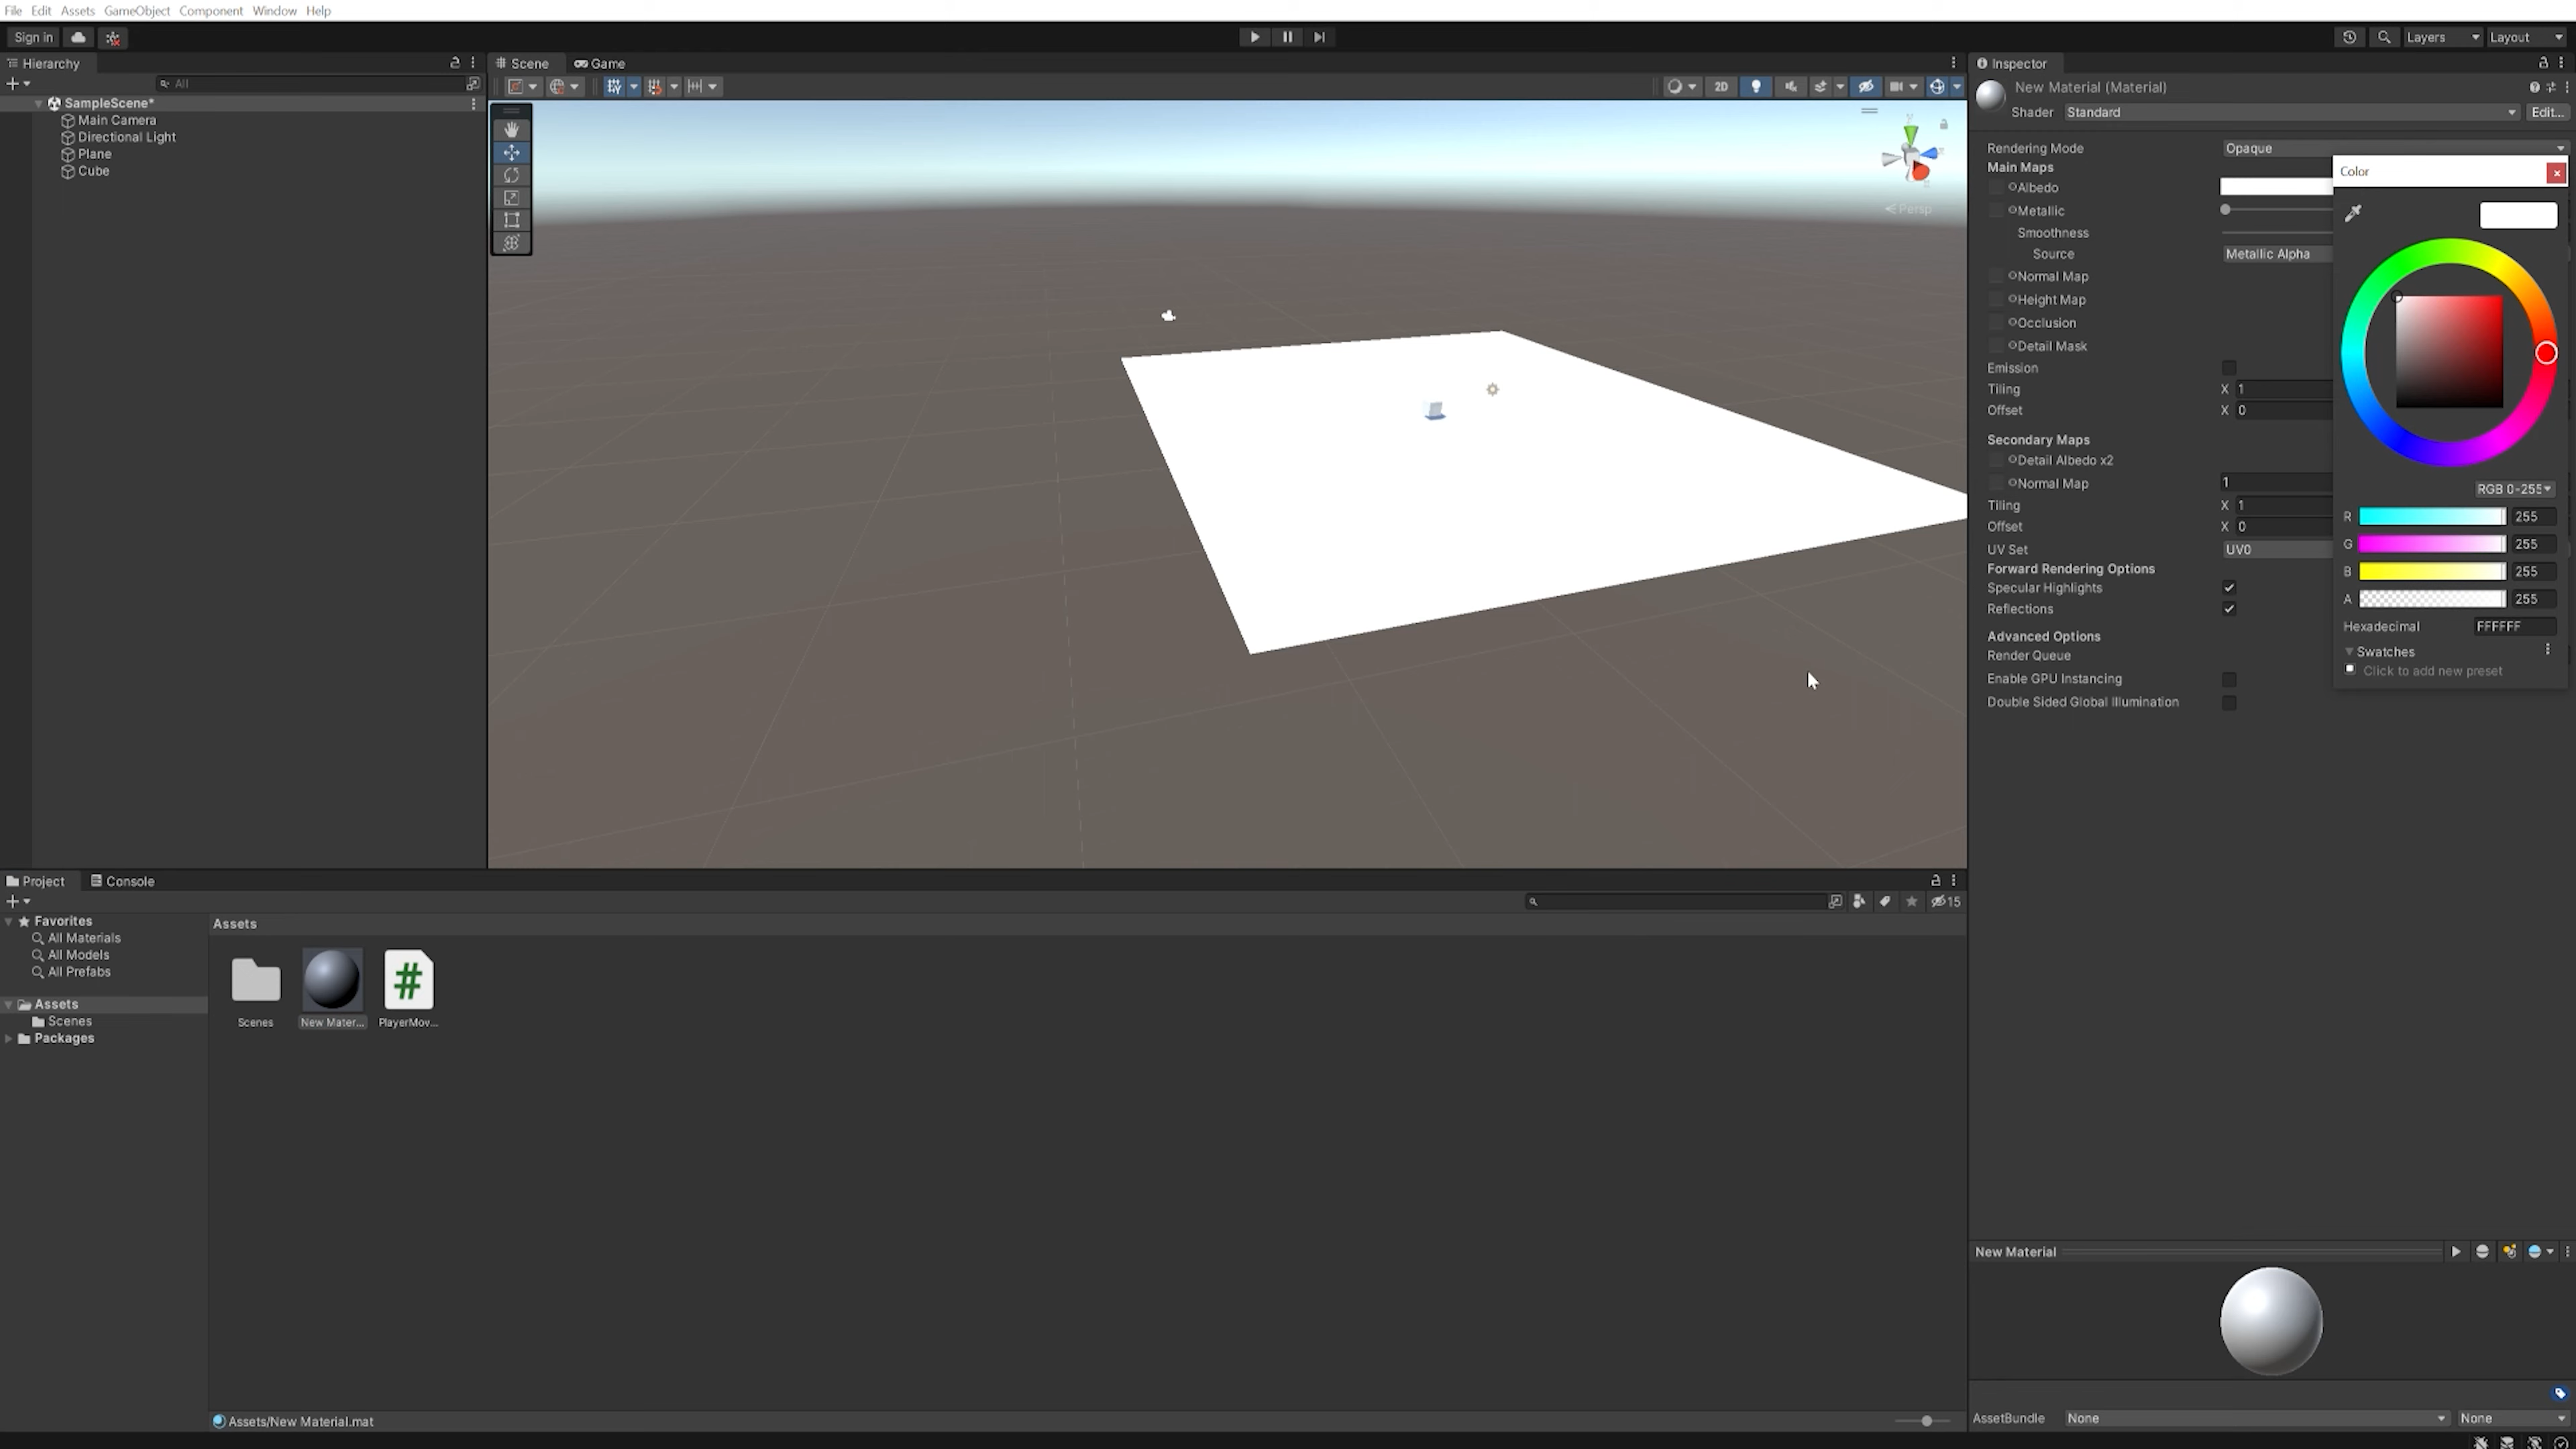 File Edit Assets GameObject Component Window Help
Sign in
Layers Layout
Hierarchy
All
SampleScene*
Main Camera
Directional Light
Plane
Cube
Scene Game
2D
Persp
Inspector
New Material (Material)
Shader Standard Edit...
Rendering Mode Opaque
Main Maps
Albedo
Metallic
Smoothness
Source Metallic Alpha
Normal Map
Height Map
Occlusion
Detail Mask
Emission
Tiling X 1
Offset X 0
Secondary Maps
Detail Albedo x2
Normal Map 1
Tiling X 1
Offset X 0
UV Set UV0
Forward Rendering Options
Specular Highlights
Reflections
Advanced Options
Render Queue
Enable GPU Instancing
Double Sided Global Illumination
Color
RGB 0-255
R 255
G 255
B 255
A 255
Hexadecimal FFFFFF
Swatches
Click to add new preset
Project Console
15
Favorites
All Materials
All Models
All Prefabs
Assets
Scenes
Packages
Assets
Scenes New Mater... PlayerMov...
Assets/New Material.mat
New Material
AssetBundle None None